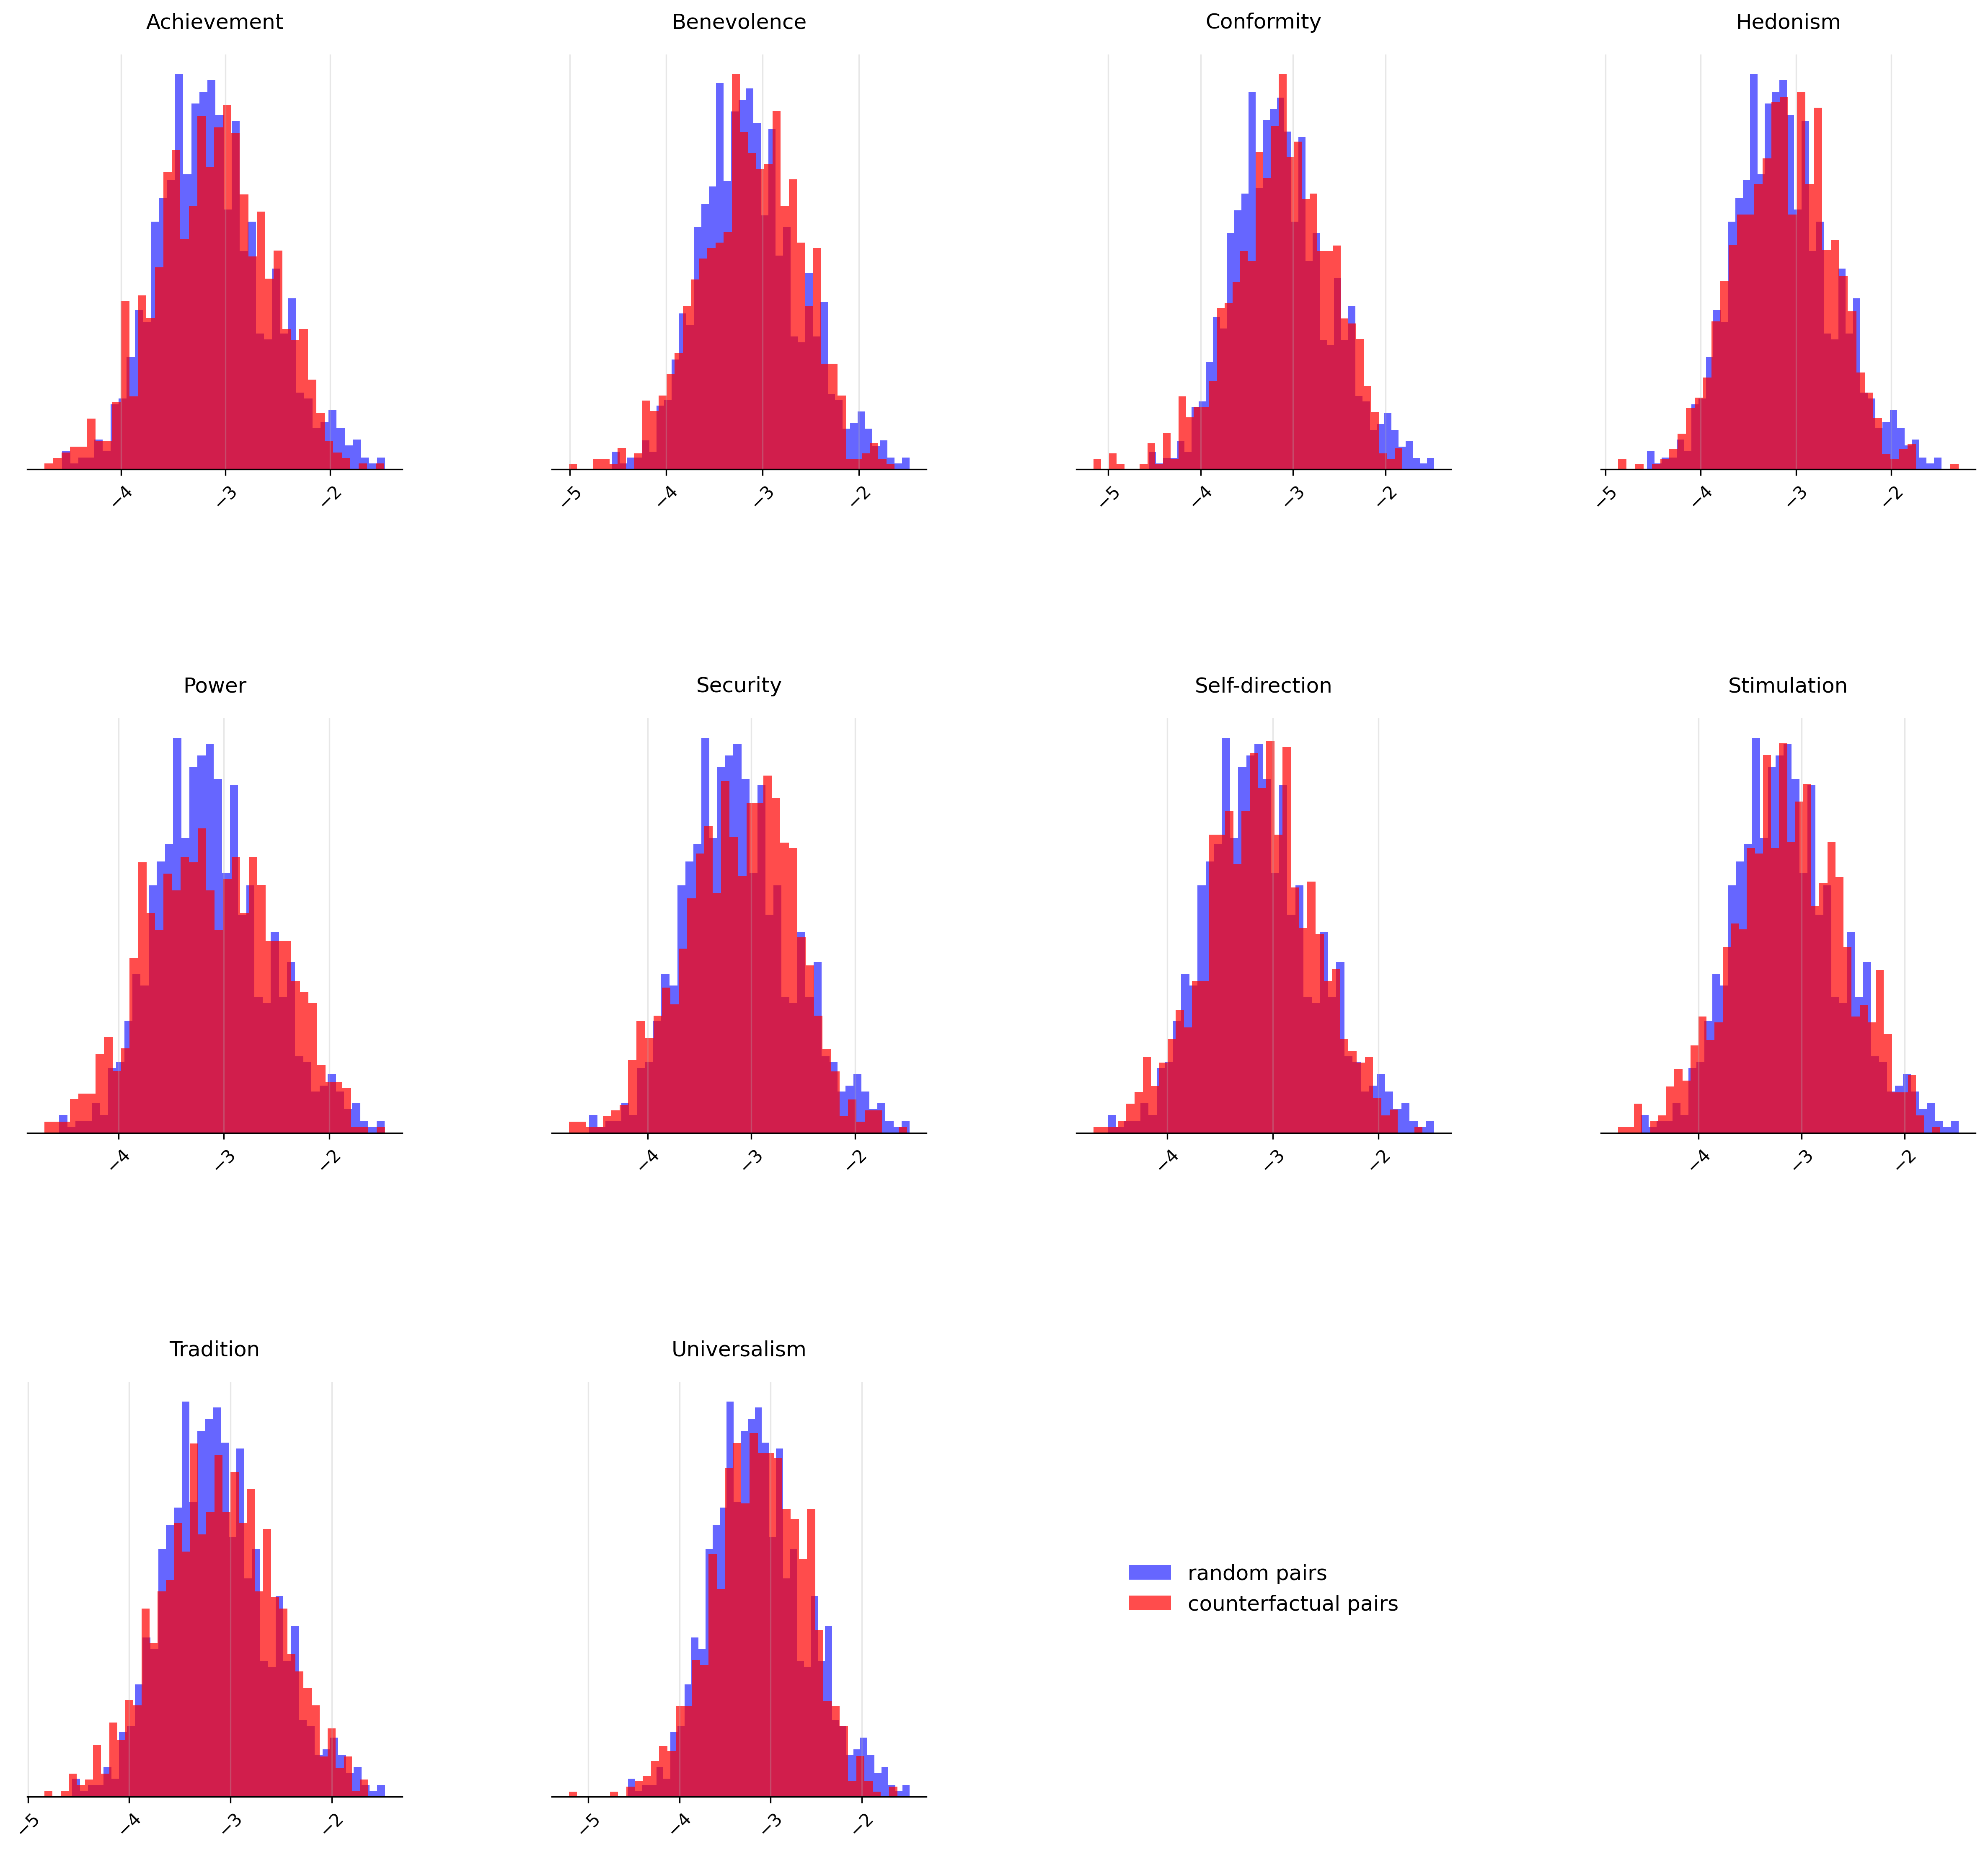 Achievement
Benevolence
Conformity
Hedonism
−4 −3 −2
−5 −4 −3 −2
−5 −4 −3 −2
−5 −4 −3 −2
Power
Security
Self-direction
Stimulation
−4 −3 −2
−4 −3 −2
−4 −3 −2
−4 −3 −2
Tradition
Universalism
−5 −4 −3 −2
−5 −4 −3 −2
random pairs
counterfactual pairs